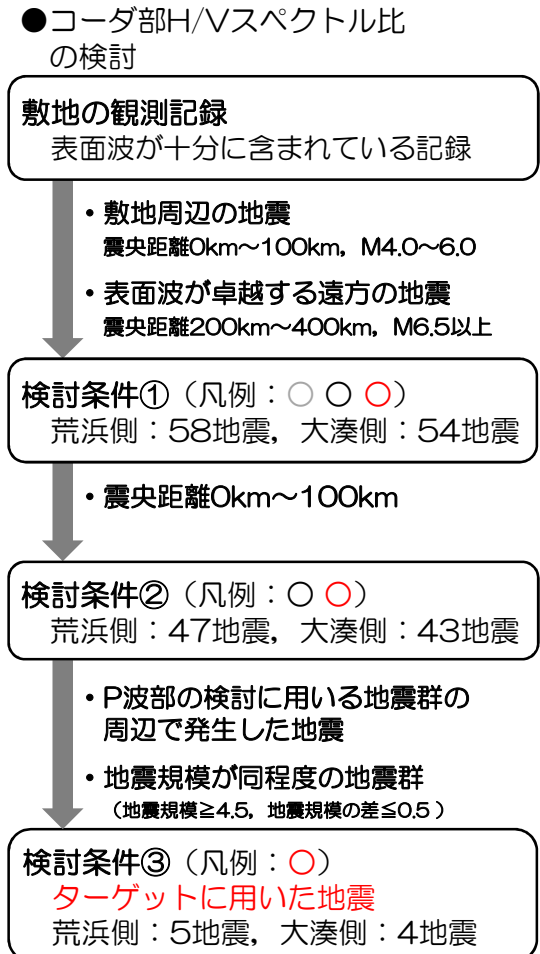 ●コーダ部H/Vスペクトル比
の検討
敷地の観測記録
表面波が十分に含まれている記録
・敷地周辺の地震
震央距離0km～100km，M4.0～6.0
・表面波が卓越する遠方の地震
震央距離200km～400km，M6.5以上
検討条件①（凡例：○ ○ ○）
荒浜側：58地震，大湊側：54地震
・震央距離0km～100km
検討条件②（凡例：○ ○）
荒浜側：47地震，大湊側：43地震
・P波部の検討に用いる地震群の
周辺で発生した地震
・地震規模が同程度の地震群
（地震規模≧4.5，地震規模の差≦0.5）
検討条件③（凡例：○）
ターゲットに用いた地震
荒浜側：5地震，大湊側：4地震